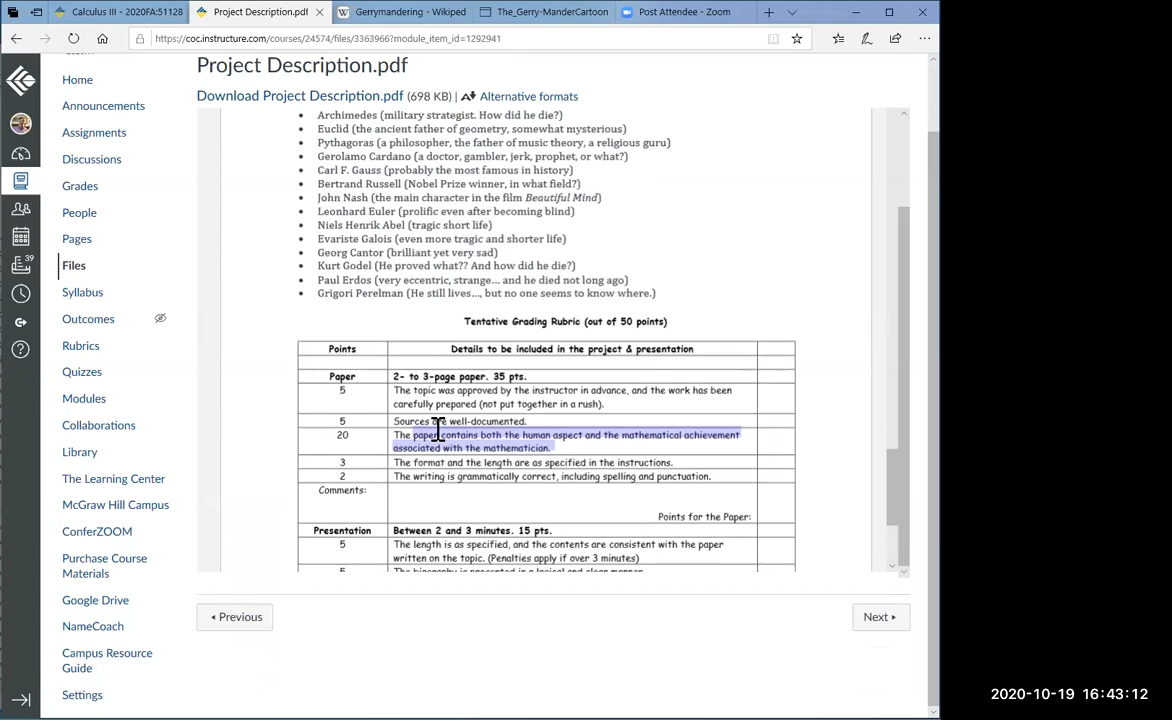 Calculus III - 2020FA:51128
Project Description.pdf
Gerrymandering - Wikiped
The_Gerry-ManderCartoon
Post Attendee - Zoom
https://coc.instructure.com/courses/24574/files/3363966?module_item_id=1292941
Home
Announcements
Assignments
Discussions
Grades
People
Pages
Files
Syllabus
Outcomes
Rubrics
Quizzes
Modules
Collaborations
Library
The Learning Center
McGraw Hill Campus
ConferZOOM
Purchase Course
Materials
Google Drive
NameCoach
Campus Resource
Guide
Settings
39
Project Description.pdf
Download Project Description.pdf (698 KB) | Alternative formats
• Archimedes (military strategist. How did he die?)
• Euclid (the ancient father of geometry, somewhat mysterious)
• Pythagoras (a philosopher, the father of music theory, a religious guru)
• Gerolamo Cardano (a doctor, gambler, jerk, prophet, or what?)
• Carl F. Gauss (probably the most famous in history)
• Bertrand Russell (Nobel Prize winner, in what field?)
• John Nash (the main character in the film Beautiful Mind)
• Leonhard Euler (prolific even after becoming blind)
• Niels Henrik Abel (tragic short life)
• Evariste Galois (even more tragic and shorter life)
• Georg Cantor (brilliant yet very sad)
• Kurt Godel (He proved what?? And how did he die?)
• Paul Erdos (very eccentric, strange... and he died not long ago)
• Grigori Perelman (He still lives..., but no one seems to know where.)
Tentative Grading Rubric (out of 50 points)
Points Details to be included in the project & presentation
Paper 2- to 3-page paper. 35 pts.
5 The topic was approved by the instructor in advance, and the work has been
carefully prepared (not put together in a rush).
5 Sources are well-documented.
20 The paper contains both the human aspect and the mathematical achievement
associated with the mathematician.
3 The format and the length are as specified in the instructions.
2 The writing is grammatically correct, including spelling and punctuation.
Comments:
Points for the Paper:
Presentation Between 2 and 3 minutes. 15 pts.
5 The length is as specified, and the contents are consistent with the paper
written on the topic. (Penalties apply if over 3 minutes)
5 The biography is presented in a logical and clear manner.
Previous
Next
2020-10-19 16:43:12